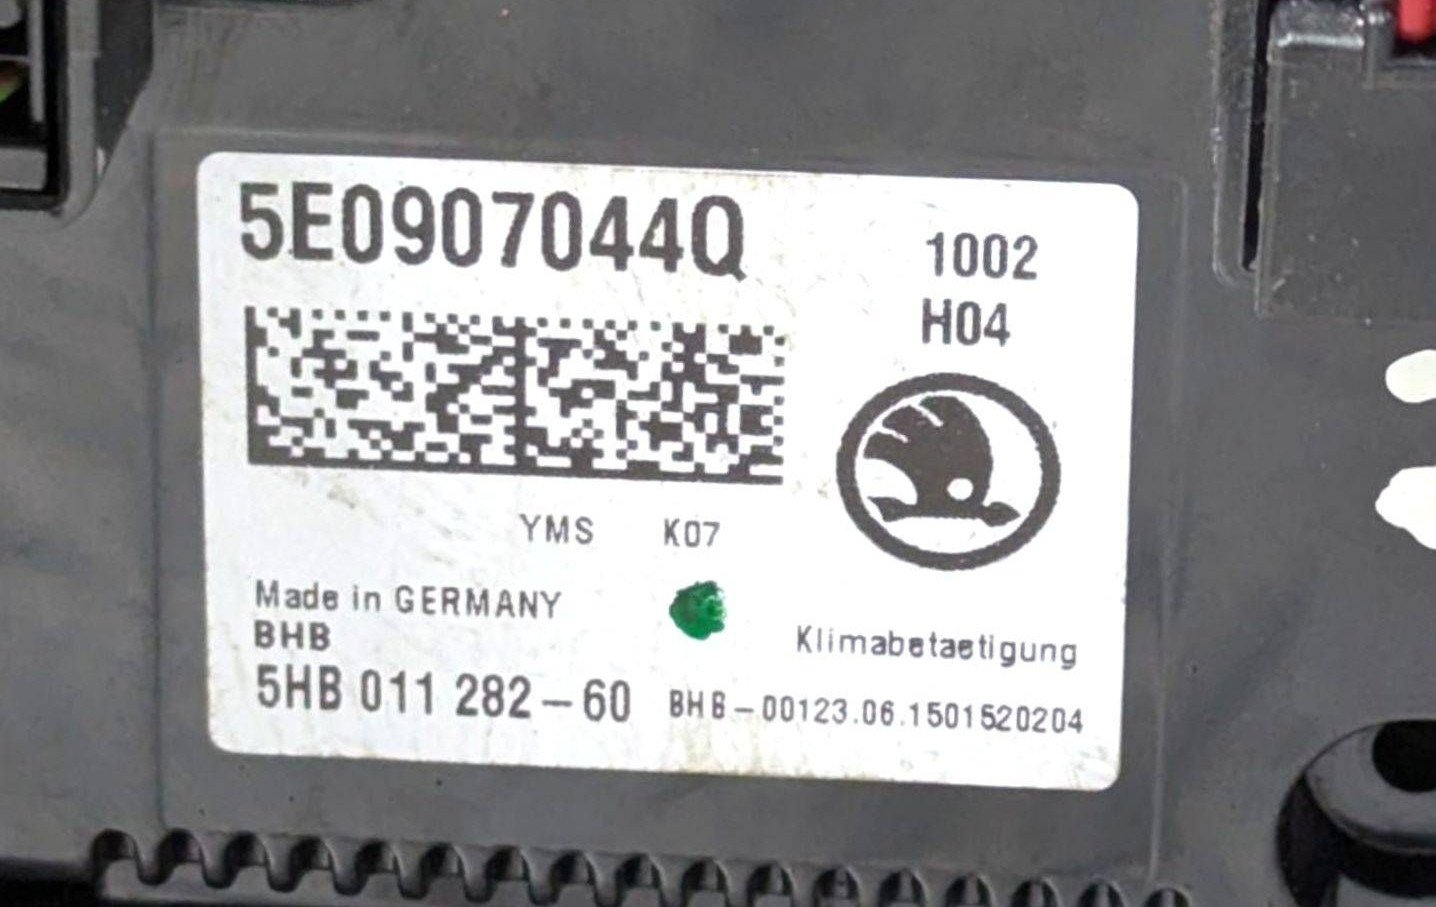 5E0907044Q
1002
H04
YMS K07
Made in GERMANY
BHB
Klimabetaetigung
5HB 011 282-60 BHB-00123.06.1501520204